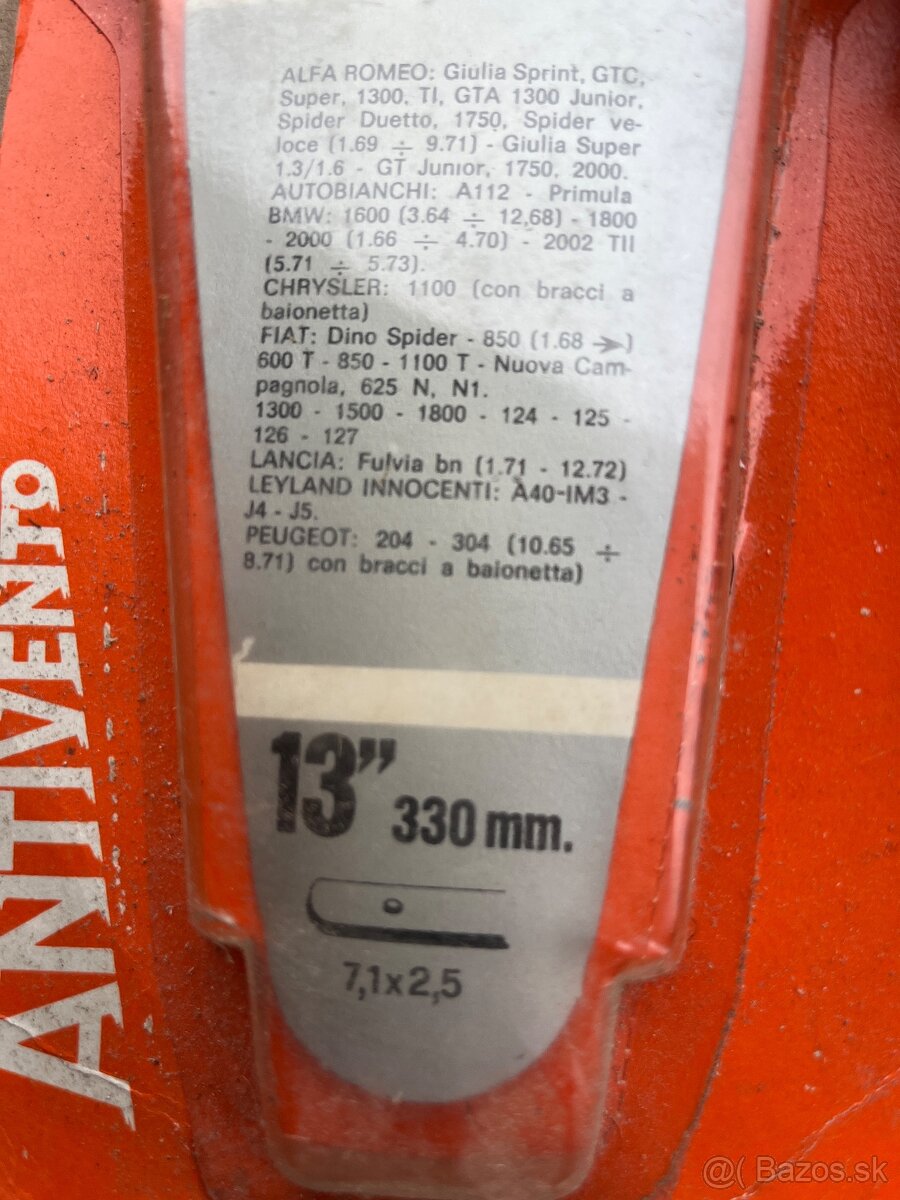 ALFA ROMEO: Giulia Sprint, GTC,
Super, 1300, TI, GTA 1300 Junior,
Spider Duetto, 1750, Spider ve-
loce (1.69 ÷ 9.71) - Giulia Super
1.3/1.6 - GT Junior, 1750, 2000.
AUTOBIANCHI: A112 - Primula
BMW: 1600 (3.64 ÷ 12,68) - 1800
- 2000 (1.66 ÷ 4.70) - 2002 TII
(5.71 ÷ 5.73).
CHRYSLER: 1100 (con bracci a
baionetta)
FIAT: Dino Spider - 850 (1.68 →)
600 T - 850 - 1100 T - Nuova Cam-
pagnola, 625 N, N1.
1300 - 1500 - 1800 - 124 - 125 -
126 - 127
LANCIA: Fulvia bn (1.71 - 12.72)
LEYLAND INNOCENTI: A40-IM3 -
J4 - J5.
PEUGEOT: 204 - 304 (10.65 ÷
8.71) con bracci a baionetta)
13” 330 mm.
7,1x2,5
ANTIVENTO
@( Bazos.sk